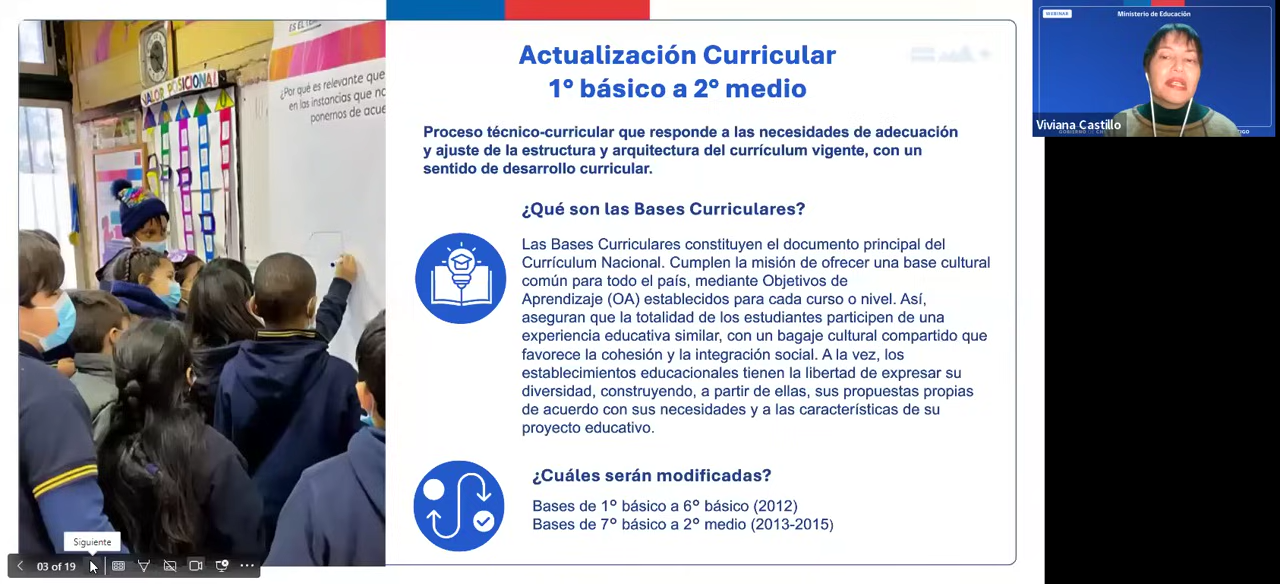 ES EL TEM
VALOR POSICIONAL
¿Por qué es relevante que
en las instancias que no
ponernos de acue
Actualización Curricular
1° básico a 2° medio
Proceso técnico-curricular que responde a las necesidades de adecuación
y ajuste de la estructura y arquitectura del currículum vigente, con un
sentido de desarrollo curricular.
¿Qué son las Bases Curriculares?
Las Bases Curriculares constituyen el documento principal del
Currículum Nacional. Cumplen la misión de ofrecer una base cultural
común para todo el país, mediante Objetivos de
Aprendizaje (OA) establecidos para cada curso o nivel. Así,
aseguran que la totalidad de los estudiantes participen de una
experiencia educativa similar, con un bagaje cultural compartido que
favorece la cohesión y la integración social. A la vez, los
establecimientos educacionales tienen la libertad de expresar su
diversidad, construyendo, a partir de ellas, sus propuestas propias
de acuerdo con sus necesidades y a las características de su
proyecto educativo.
¿Cuáles serán modificadas?
Bases de 1° básico a 6° básico (2012)
Bases de 7° básico a 2° medio (2013-2015)
Siguiente
03 of 19
WEBINAR
Ministerio de Educación
Viviana Castillo